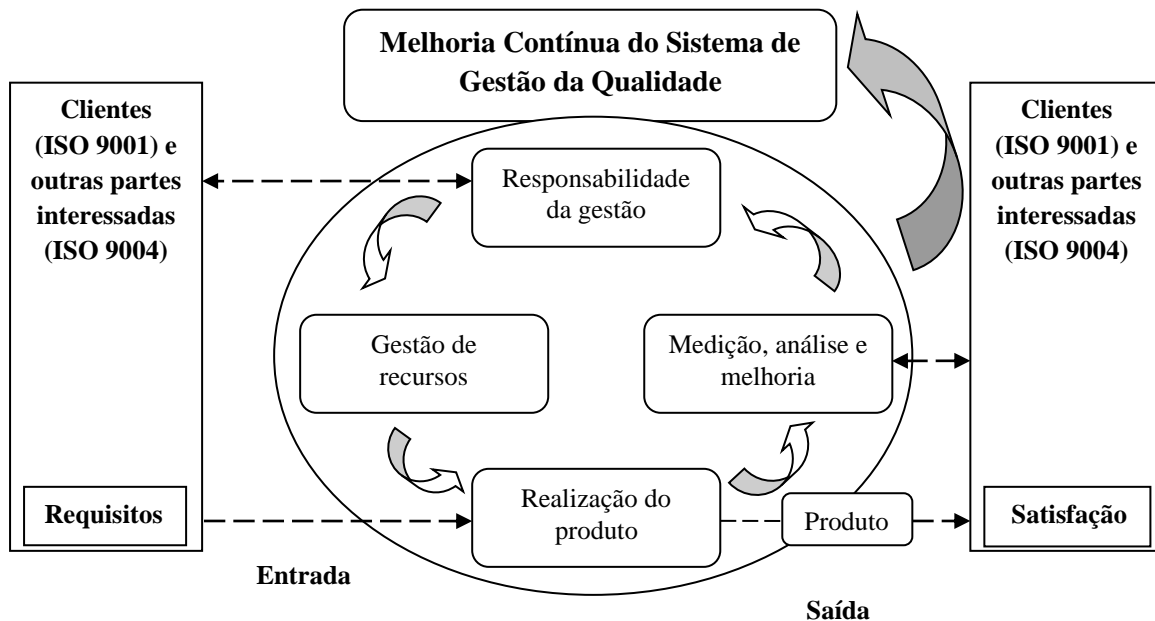 Melhoria Contínua do Sistema de
Gestão da Qualidade
Clientes
(ISO 9001) e
outras partes
interessadas
(ISO 9004)
Responsabilidade
da gestão
Clientes
(ISO 9001) e
outras partes
interessadas
(ISO 9004)
Gestão de
recursos
Medição, análise e
melhoria
Requisitos
Realização do
produto
Produto
Satisfação
Entrada
Saída